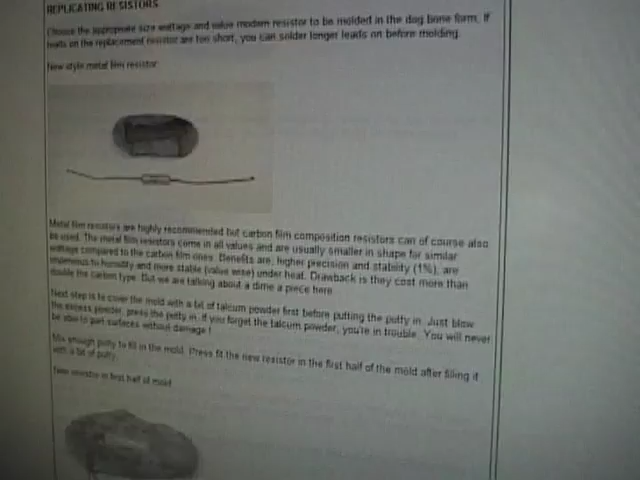 REPLICATING RESISTORS
Choose the appropriate size wattage and value modern resistor to be molded in the dog bone form. If
leads on the replacement resistor are too short, you can solder longer leads on before molding.
New style metal film resistor:
Metal film resistors are highly recommended but carbon film composition resistors can of course also
be used. The metal film resistors come in all values and are usually smaller in shape for similar
wattage compared to the carbon film ones. Benefits are, higher precision and stability (1%), are
impervious to humidity and more stable (value wise) under heat. Drawback is they cost more than
double the carbon type. But we are talking about a dime a piece here.
Next step is to cover the mold with a bit of talcum powder first before putting the putty in. Just blow
the excess powder, press the putty in. If you forget the talcum powder, you're in trouble. You will never
be able to part surfaces without damage !
Mix enough putty to fill in the mold. Press fit the new resistor in the first half of the mold after filling it
with a bit of putty.
New resistor in first half of mold